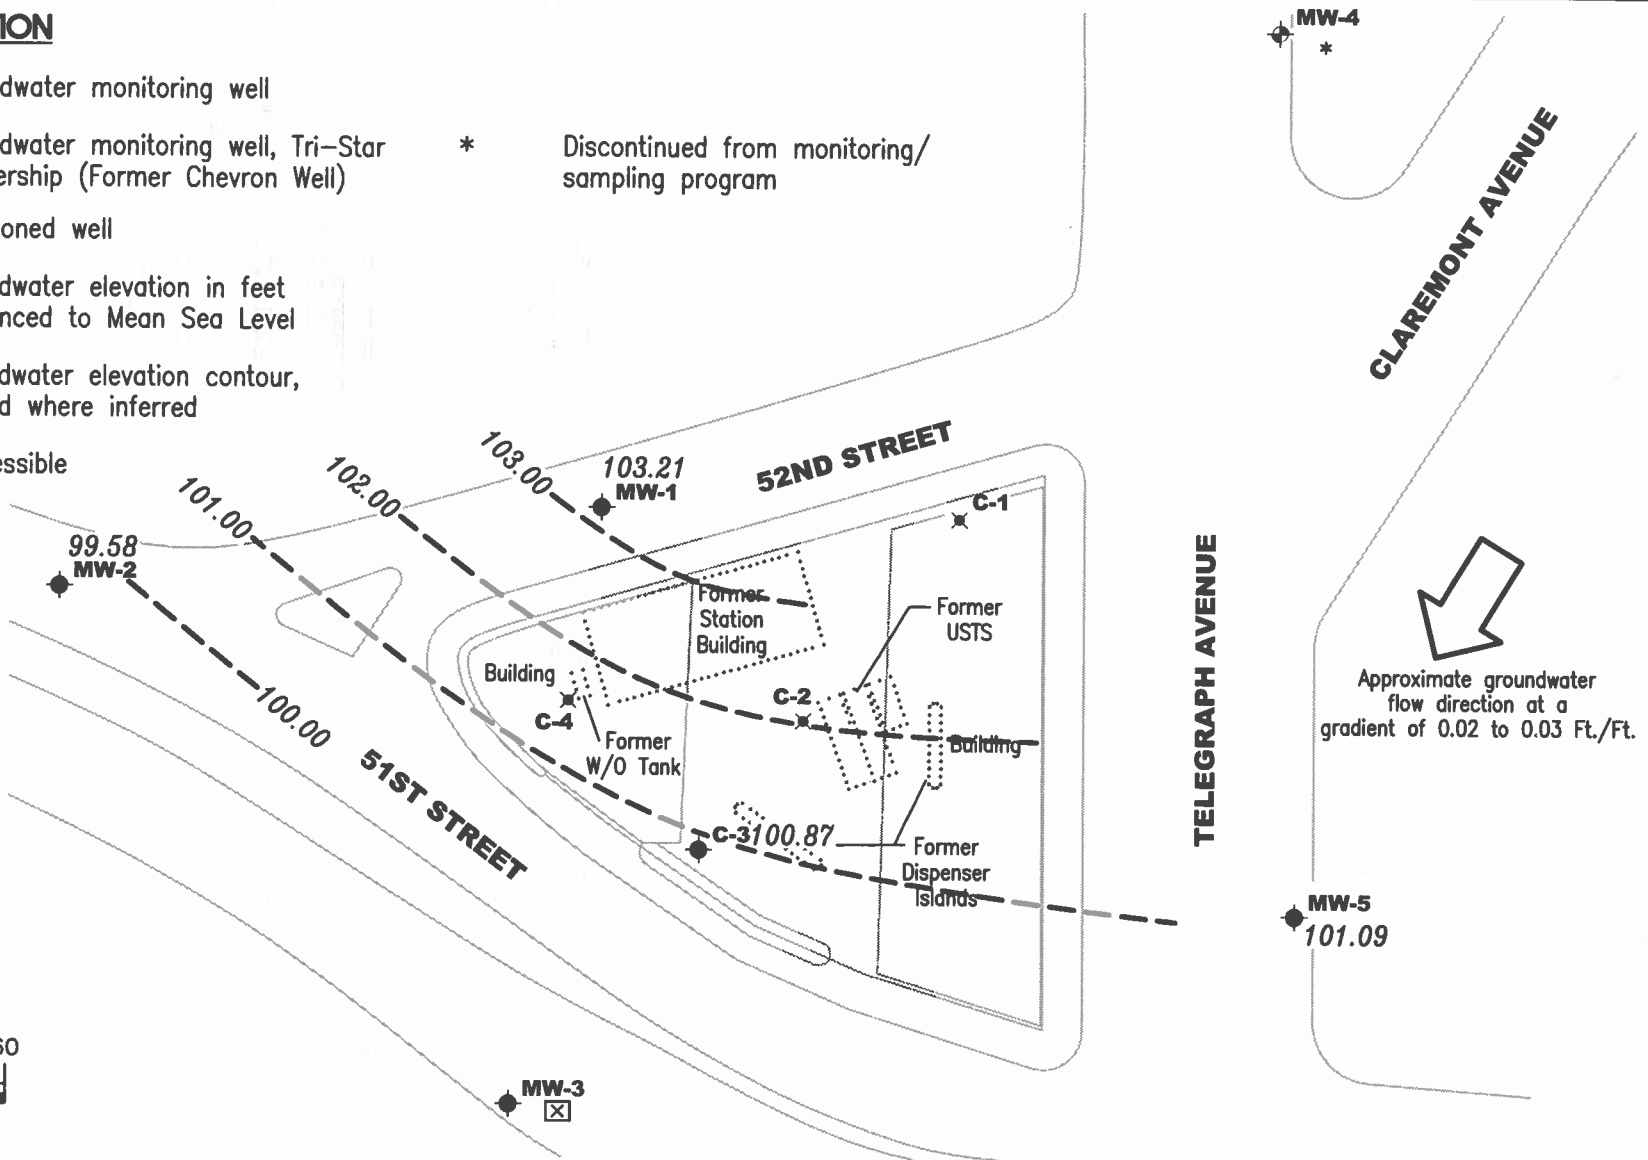 ION
dwater monitoring well
dwater monitoring well, Tri-Star
ership (Former Chevron Well)
oned well
dwater elevation in feet
nced to Mean Sea Level
dwater elevation contour,
d where inferred
essible
* Discontinued from monitoring/
sampling program
MW-4
*
CLAREMONT AVENUE
52ND STREET
103.00
102.00
101.00
103.21
MW-1
99.58
MW-2
100.00
51ST STREET
C-1
Former
Station
Building
Former
USTS
Building
C-4
C-2
Former
W/O Tank
Building
C-3 100.87
Former
Dispenser
Islands
TELEGRAPH AVENUE
Approximate groundwater
flow direction at a
gradient of 0.02 to 0.03 Ft./Ft.
MW-5
101.09
MW-3
60